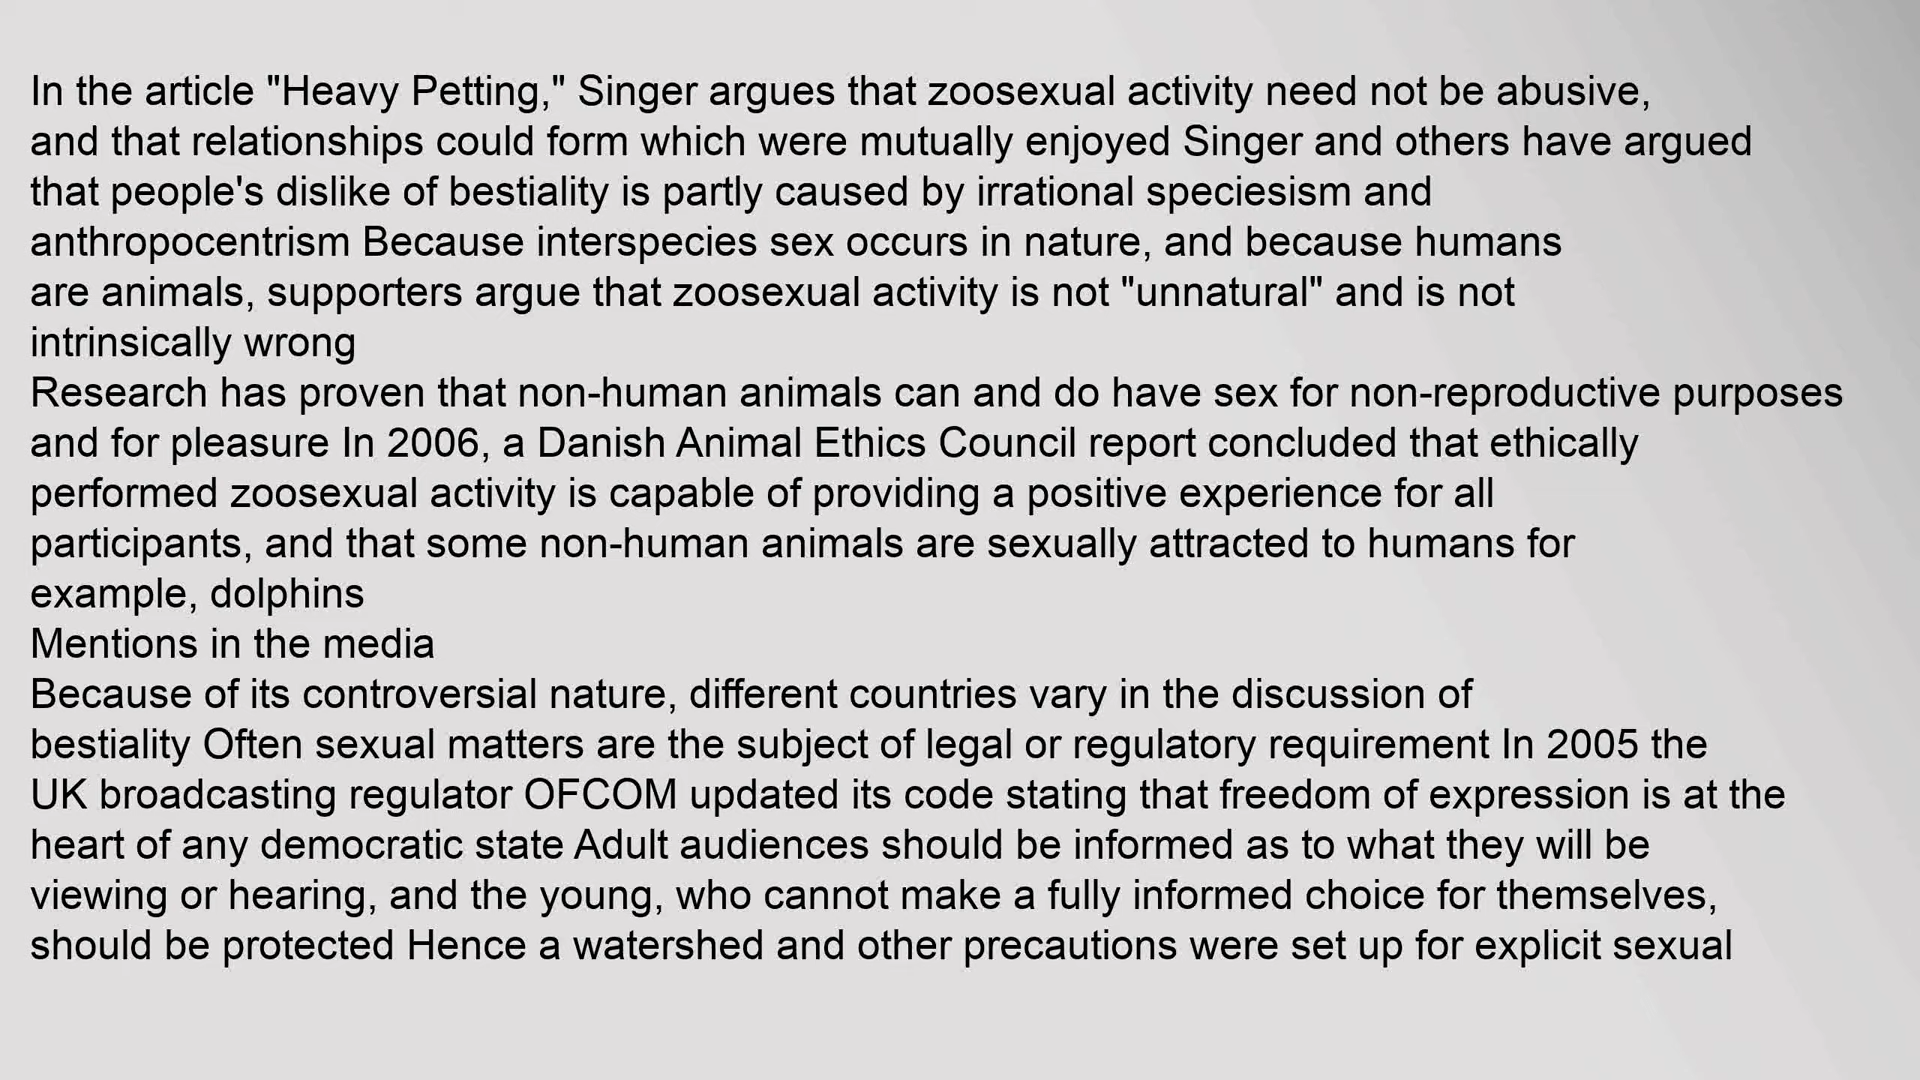 In the article "Heavy Petting," Singer argues that zoosexual activity need not be abusive,
and that relationships could form which were mutually enjoyed Singer and others have argued
that people's dislike of bestiality is partly caused by irrational speciesism and
anthropocentrism Because interspecies sex occurs in nature, and because humans
are animals, supporters argue that zoosexual activity is not "unnatural" and is not
intrinsically wrong
Research has proven that non-human animals can and do have sex for non-reproductive purposes
and for pleasure In 2006, a Danish Animal Ethics Council report concluded that ethically
performed zoosexual activity is capable of providing a positive experience for all
participants, and that some non-human animals are sexually attracted to humans for
example, dolphins
Mentions in the media
Because of its controversial nature, different countries vary in the discussion of
bestiality Often sexual matters are the subject of legal or regulatory requirement In 2005 the
UK broadcasting regulator OFCOM updated its code stating that freedom of expression is at the
heart of any democratic state Adult audiences should be informed as to what they will be
viewing or hearing, and the young, who cannot make a fully informed choice for themselves,
should be protected Hence a watershed and other precautions were set up for explicit sexual